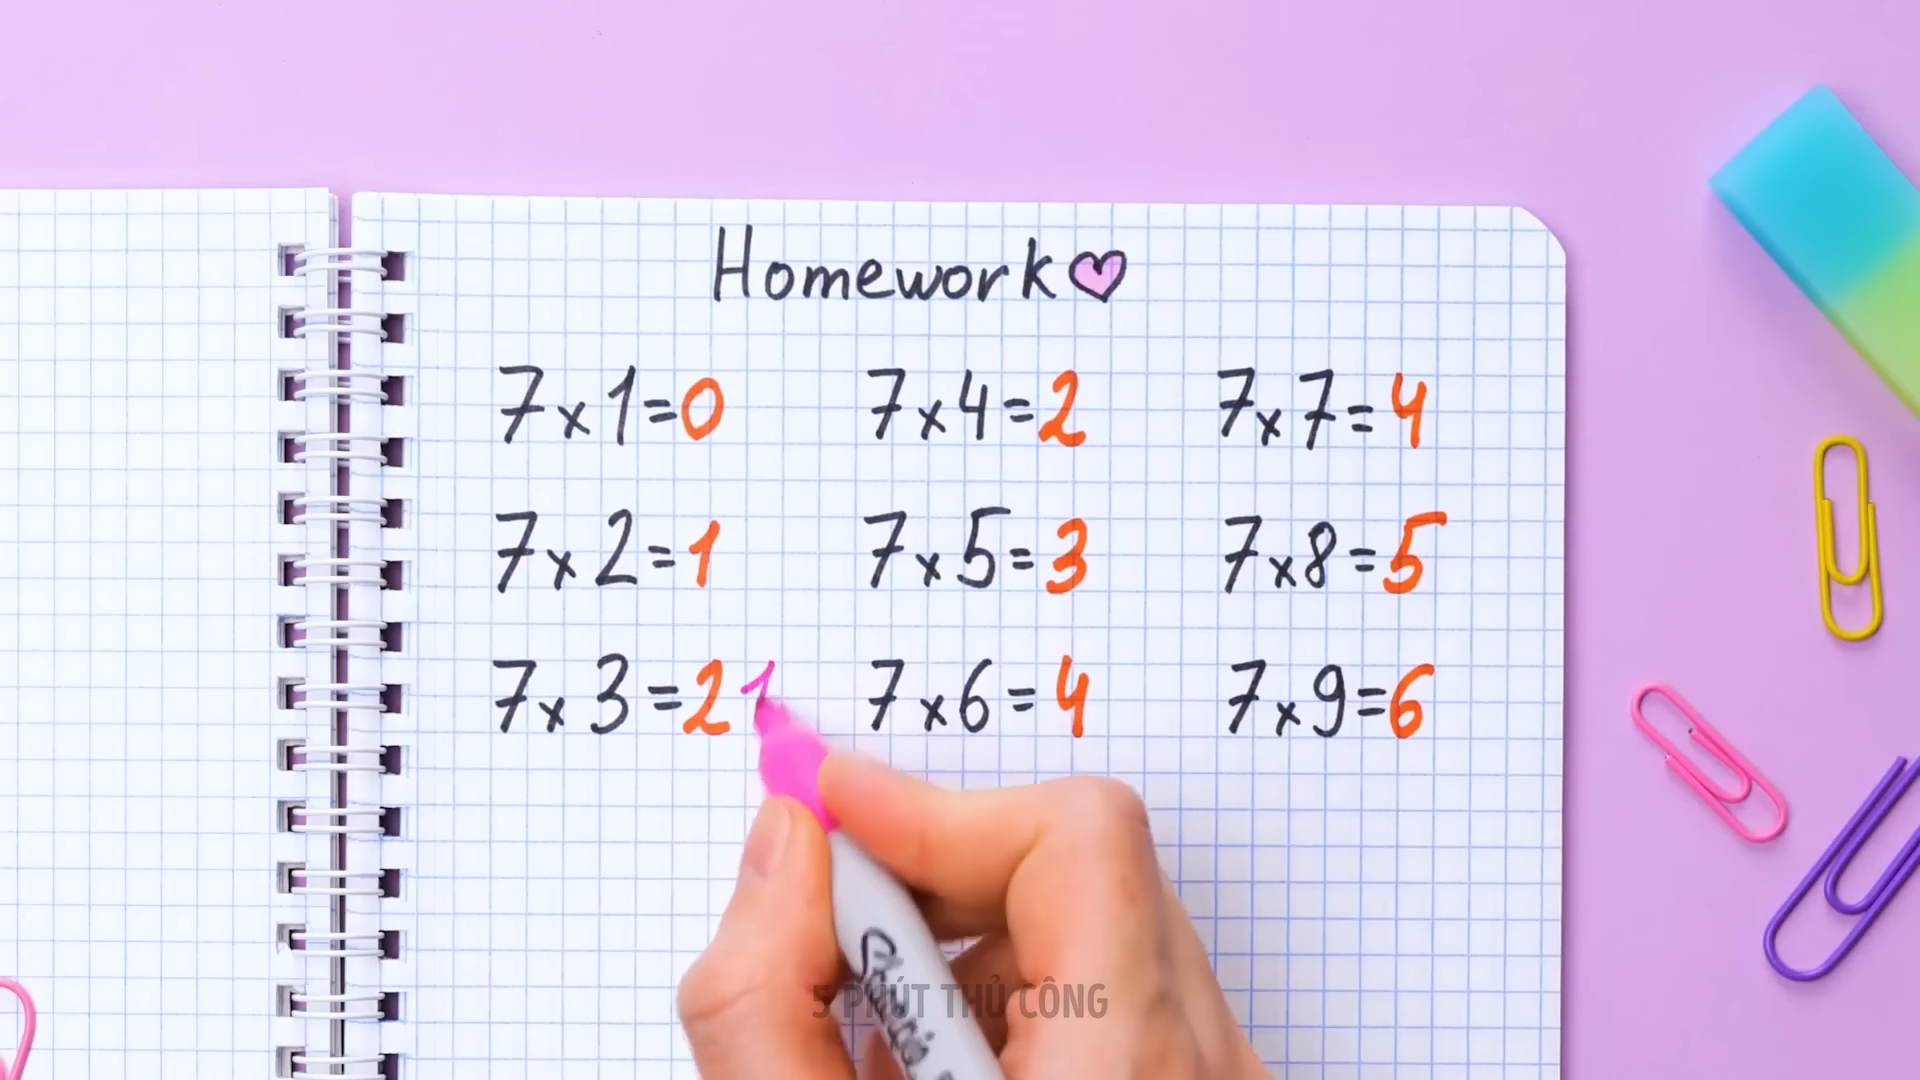 Homework
7x1=0 7x4=2 7x7=4
7x2=1 7x5=3 7x8=5
7x3=21 7x6=4 7x9=6
5 PHÚT THỦ CÔNG